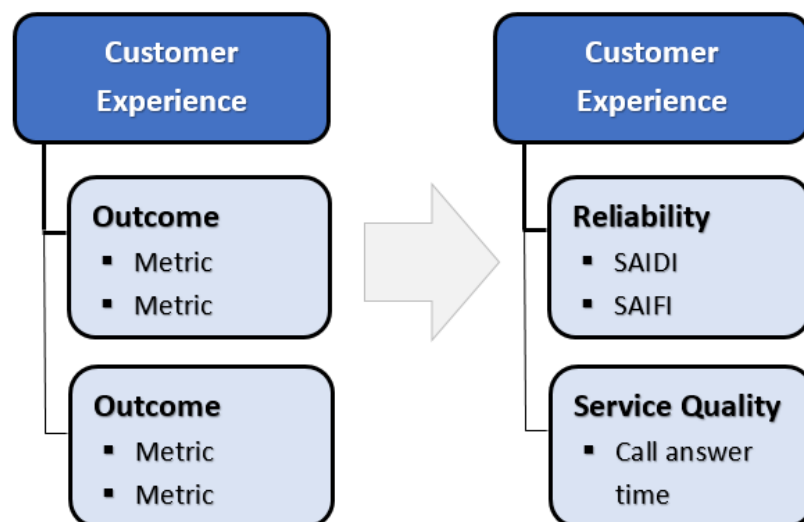 Customer
Experience
Outcome
▪ Metric
▪ Metric
Outcome
▪ Metric
▪ Metric
Customer
Experience
Reliability
▪ SAIDI
▪ SAIFI
Service Quality
▪ Call answer
time